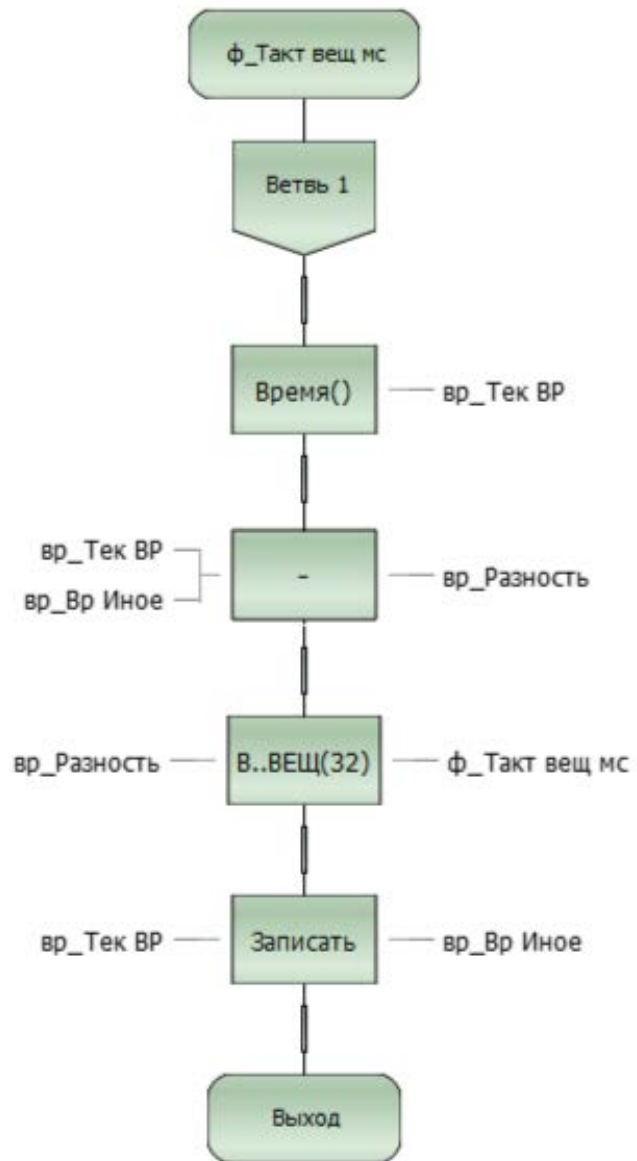 ф_Такт вещ мс
Ветвь 1
Время()
вр_Тек ВР
вр_Тек ВР
вр_Вр Иное
-
вр_Разность
вр_Разность
В..ВЕЩ(32)
ф_Такт вещ мс
вр_Тек ВР
Записать
вр_Вр Иное
Выход